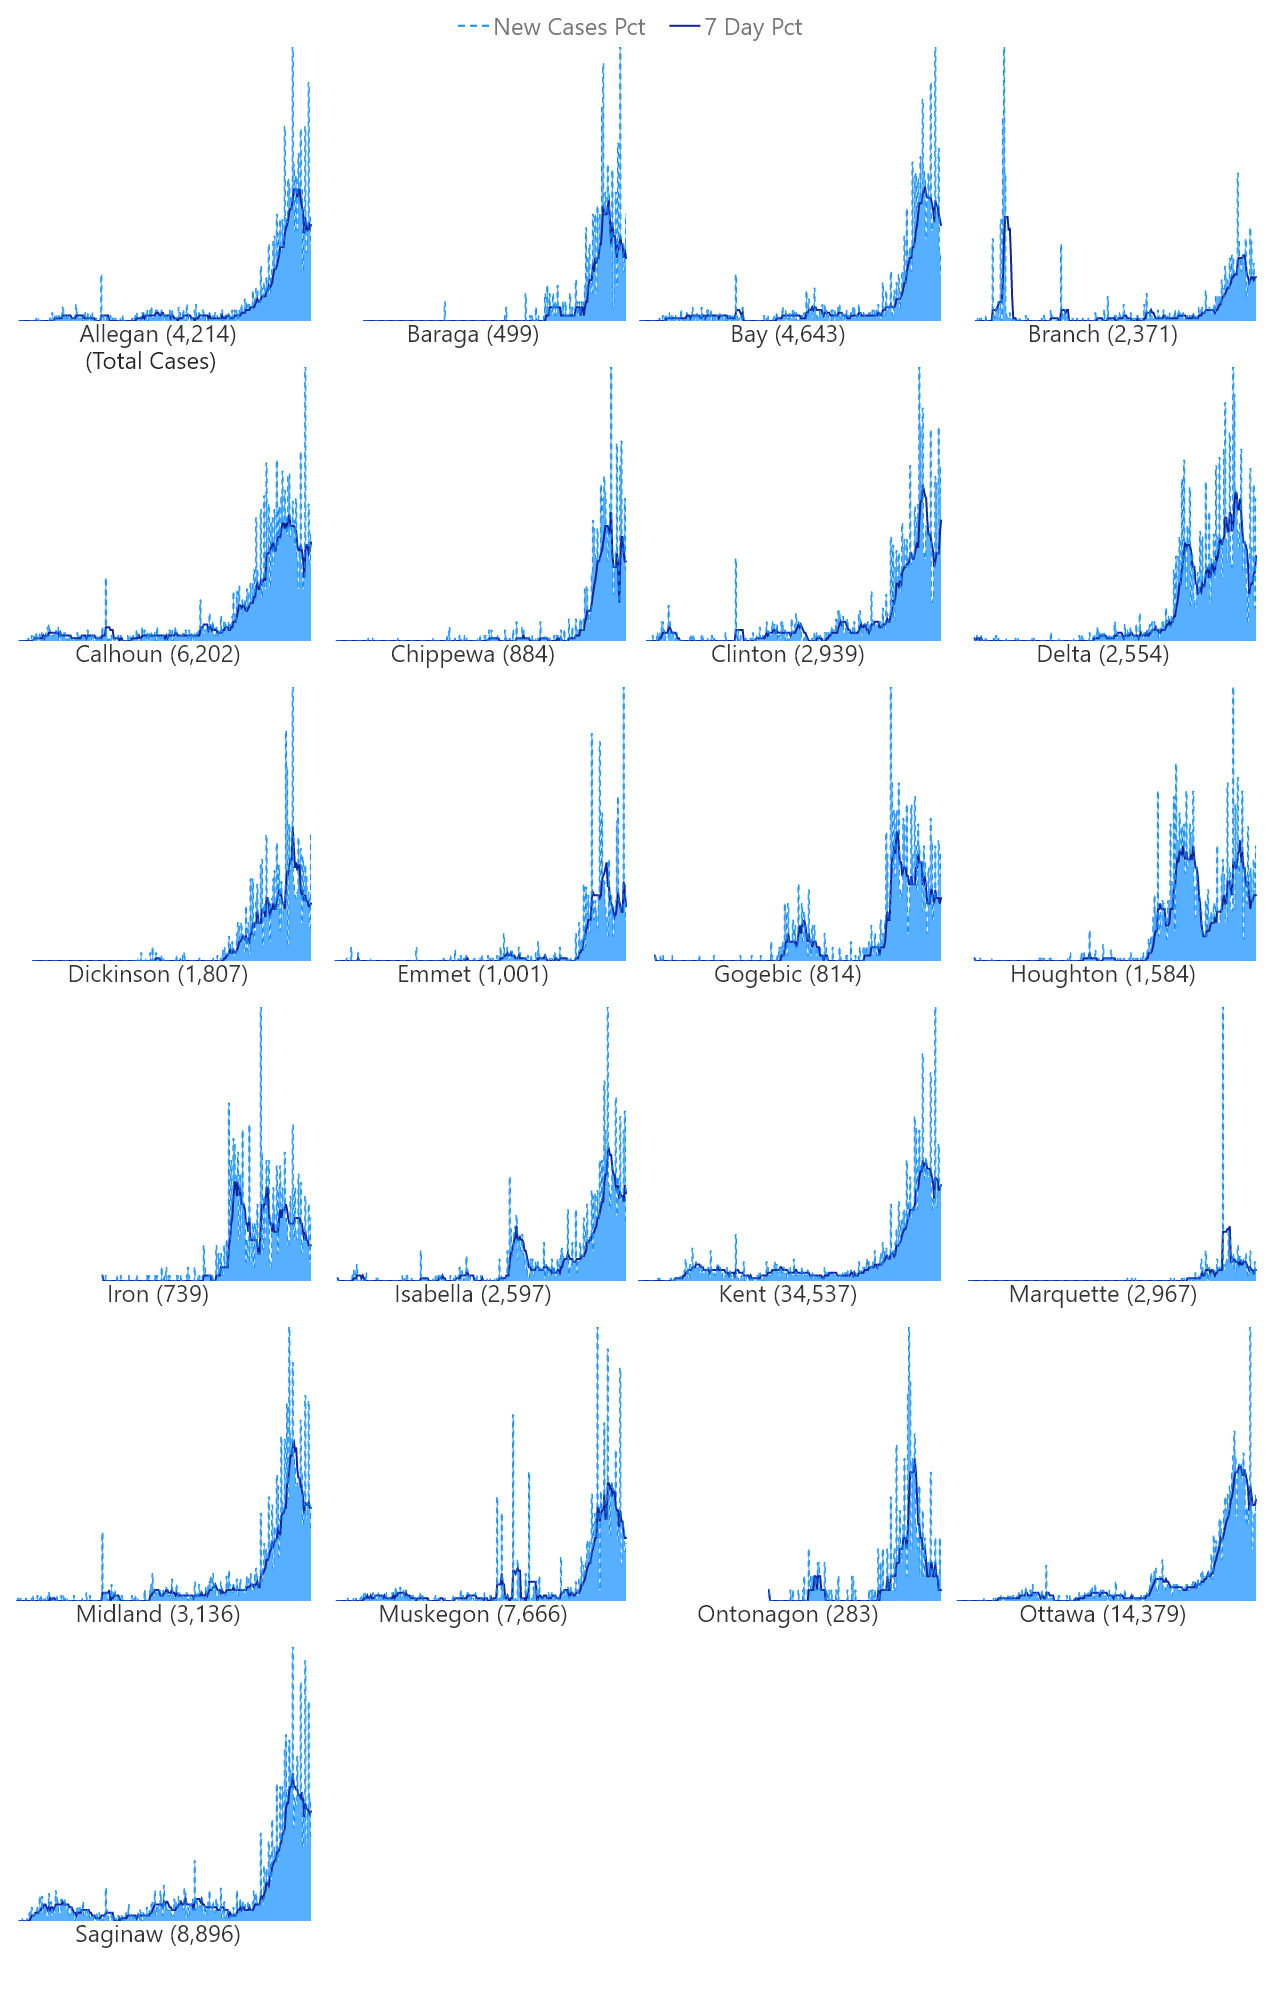 New Cases Pct 7 Day Pct
Allegan (4,214) Baraga (499) Bay (4,643) Branch (2,371)
(Total Cases)
Calhoun (6,202) Chippewa (884) Clinton (2,939) Delta (2,554)
Dickinson (1,807) Emmet (1,001) Gogebic (814) Houghton (1,584)
Iron (739) Isabella (2,597) Kent (34,537) Marquette (2,967)
Midland (3,136) Muskegon (7,666) Ontonagon (283) Ottawa (14,379)
Saginaw (8,896)